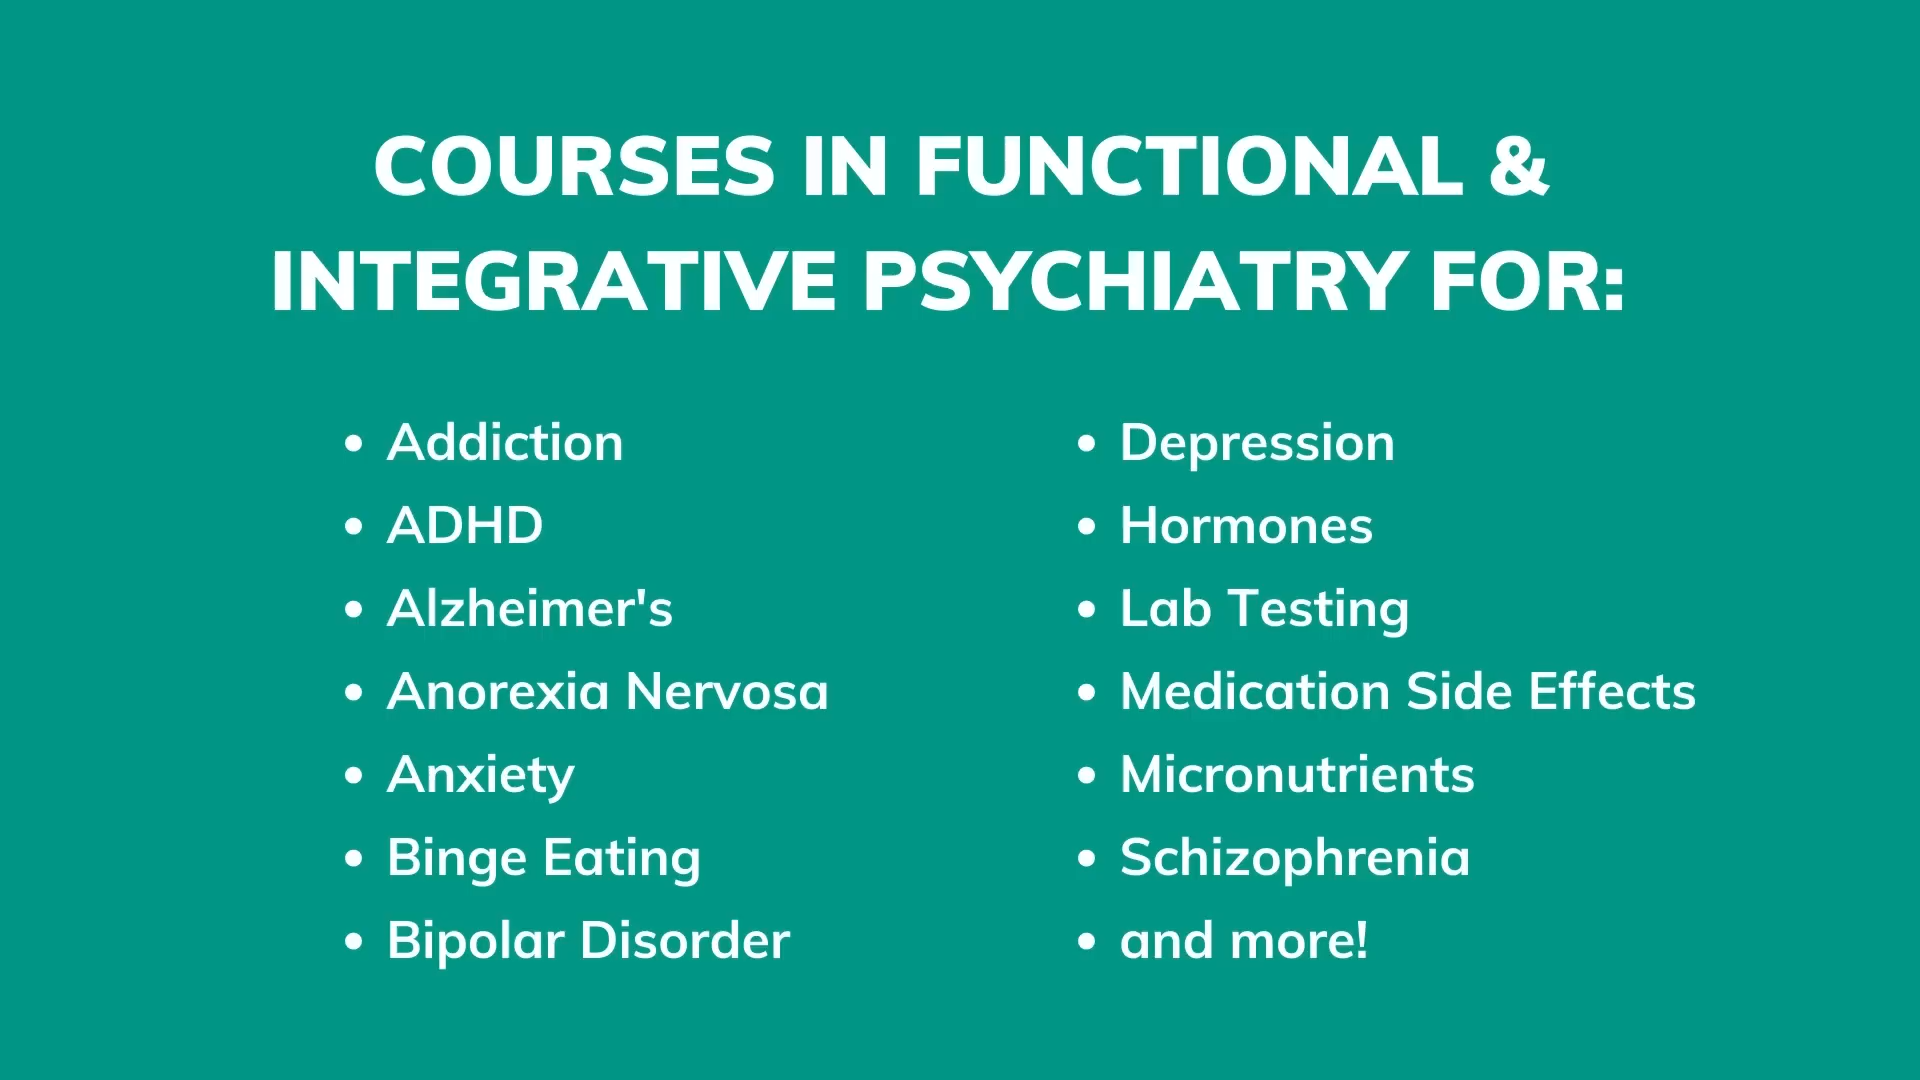 COURSES IN FUNCTIONAL &
INTEGRATIVE PSYCHIATRY FOR:
• Addiction
• ADHD
• Alzheimer's
• Anorexia Nervosa
• Anxiety
• Binge Eating
• Bipolar Disorder
• Depression
• Hormones
• Lab Testing
• Medication Side Effects
• Micronutrients
• Schizophrenia
• and more!